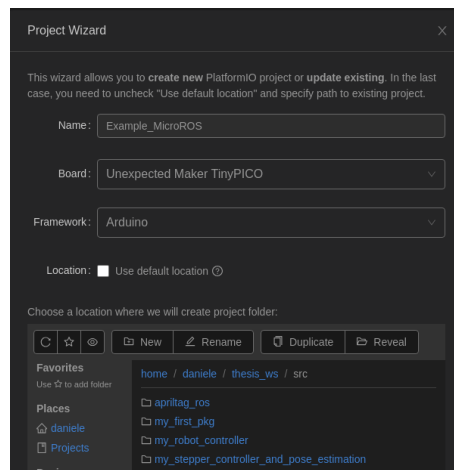 Project Wizard
This wizard allows you to create new PlatformIO project or update existing. In the last
case, you need to uncheck "Use default location" and specify path to existing project.
Name: Example_MicroROS
Board: Unexpected Maker TinyPICO
Framework: Arduino
Location: Use default location
Choose a location where we will create project folder:
New Rename Duplicate Reveal
Favorites
Use ☆ to add folder
home / daniele / thesis_ws / src
Places
daniele
Projects
apriltag_ros
my_first_pkg
my_robot_controller
my_stepper_controller_and_pose_estimation